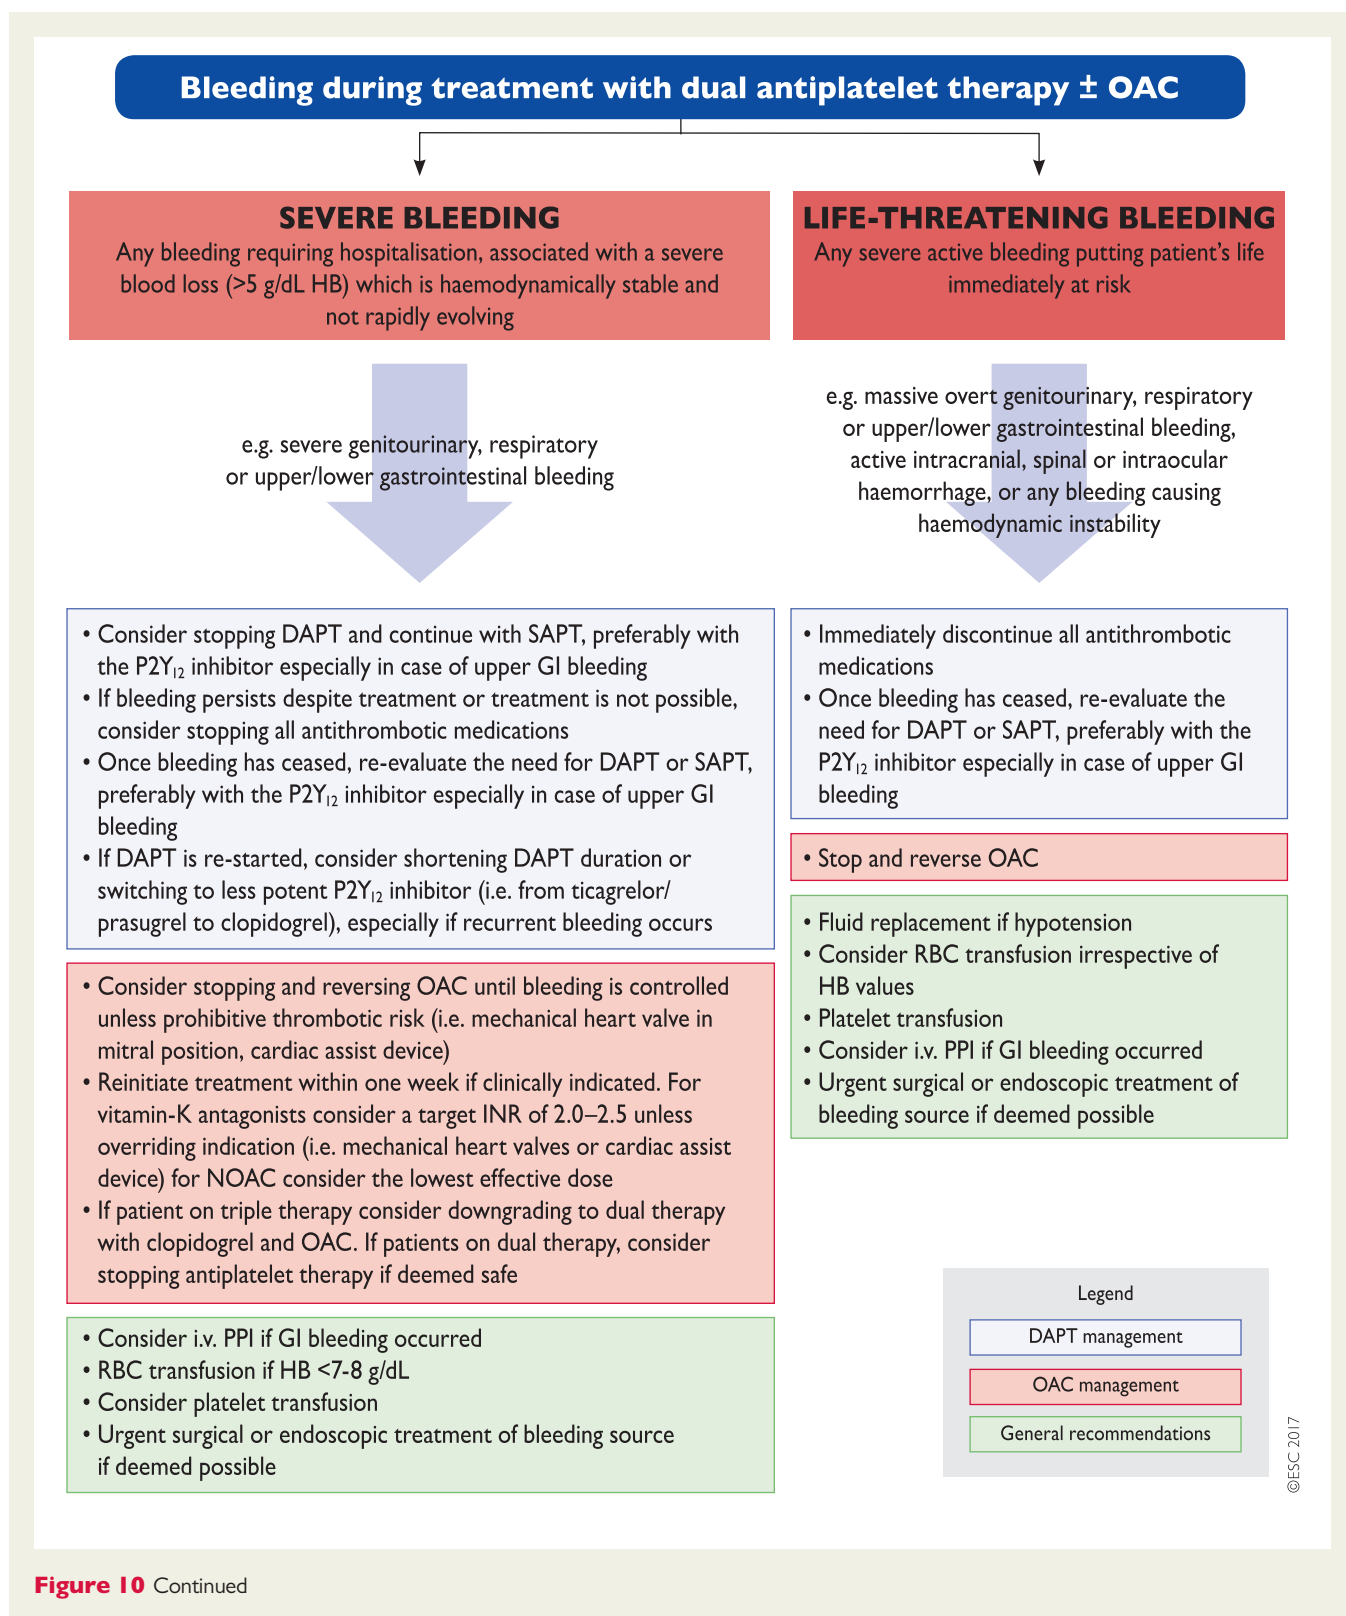 Bleeding during treatment with dual antiplatelet therapy ± OAC
SEVERE BLEEDING
Any bleeding requiring hospitalisation, associated with a severe
blood loss (>5 g/dL HB) which is haemodynamically stable and
not rapidly evolving
e.g. severe genitourinary, respiratory
or upper/lower gastrointestinal bleeding
• Consider stopping DAPT and continue with SAPT, preferably with
the P2Y₁₂ inhibitor especially in case of upper GI bleeding
• If bleeding persists despite treatment or treatment is not possible,
consider stopping all antithrombotic medications
• Once bleeding has ceased, re-evaluate the need for DAPT or SAPT,
preferably with the P2Y₁₂ inhibitor especially in case of upper GI
bleeding
• If DAPT is re-started, consider shortening DAPT duration or
switching to less potent P2Y₁₂ inhibitor (i.e. from ticagrelor/
prasugrel to clopidogrel), especially if recurrent bleeding occurs
• Consider stopping and reversing OAC until bleeding is controlled
unless prohibitive thrombotic risk (i.e. mechanical heart valve in
mitral position, cardiac assist device)
• Reinitiate treatment within one week if clinically indicated. For
vitamin-K antagonists consider a target INR of 2.0–2.5 unless
overriding indication (i.e. mechanical heart valves or cardiac assist
device) for NOAC consider the lowest effective dose
• If patient on triple therapy consider downgrading to dual therapy
with clopidogrel and OAC. If patients on dual therapy, consider
stopping antiplatelet therapy if deemed safe
• Consider i.v. PPI if GI bleeding occurred
• RBC transfusion if HB <7-8 g/dL
• Consider platelet transfusion
• Urgent surgical or endoscopic treatment of bleeding source
if deemed possible
LIFE-THREATENING BLEEDING
Any severe active bleeding putting patient's life
immediately at risk
e.g. massive overt genitourinary, respiratory
or upper/lower gastrointestinal bleeding,
active intracranial, spinal or intraocular
haemorrhage, or any bleeding causing
haemodynamic instability
• Immediately discontinue all antithrombotic
medications
• Once bleeding has ceased, re-evaluate the
need for DAPT or SAPT, preferably with the
P2Y₁₂ inhibitor especially in case of upper GI
bleeding
• Stop and reverse OAC
• Fluid replacement if hypotension
• Consider RBC transfusion irrespective of
HB values
• Platelet transfusion
• Consider i.v. PPI if GI bleeding occurred
• Urgent surgical or endoscopic treatment of
bleeding source if deemed possible
Legend
DAPT management
OAC management
General recommendations
©ESC 2017
Figure 10 Continued